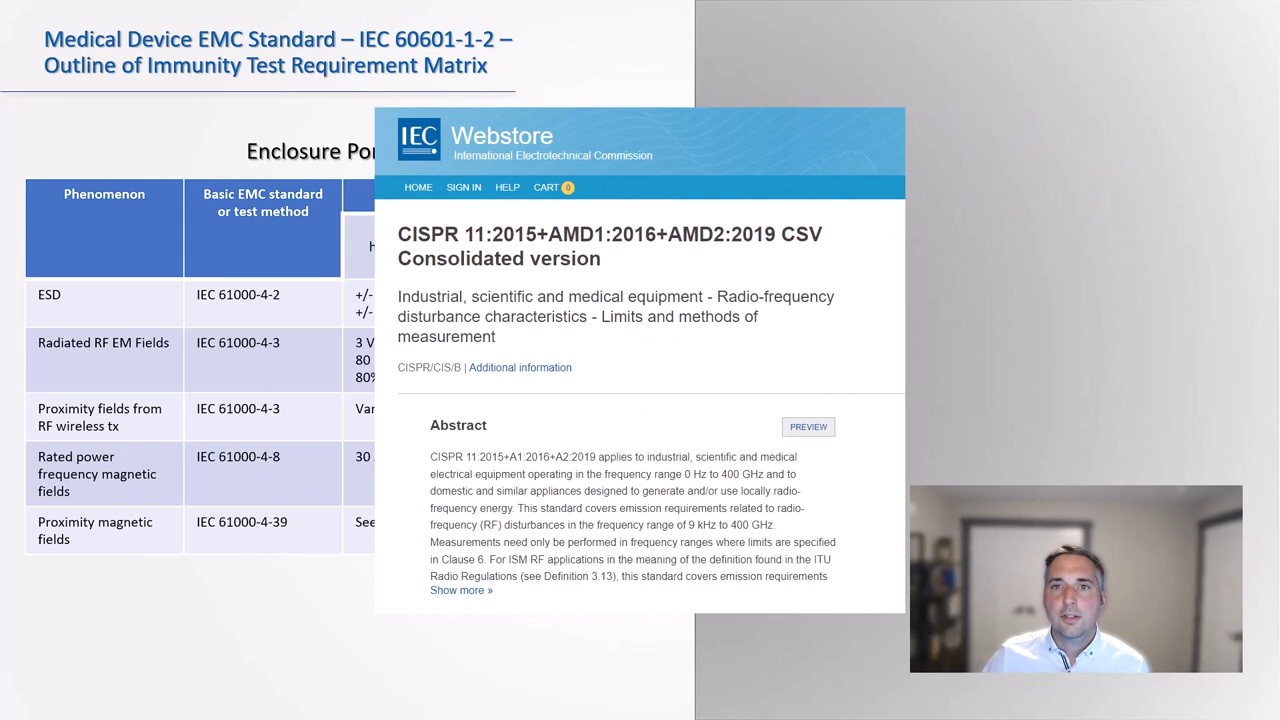 Medical Device EMC Standard – IEC 60601-1-2 –
Outline of Immunity Test Requirement Matrix
Enclosure Por
Phenomenon
Basic EMC standard
or test method
h
ESD
IEC 61000-4-2
+/-
+/-
Radiated RF EM Fields
IEC 61000-4-3
3 V
80
80%
Proximity fields from
RF wireless tx
IEC 61000-4-3
Var
Rated power
frequency magnetic
fields
IEC 61000-4-8
30
Proximity magnetic
fields
IEC 61000-4-39
See
IEC
Webstore
International Electrotechnical Commission
HOME SIGN IN HELP CART 0
CISPR 11:2015+AMD1:2016+AMD2:2019 CSV
Consolidated version
Industrial, scientific and medical equipment - Radio-frequency
disturbance characteristics - Limits and methods of
measurement
CISPR/CIS/B | Additional information
Abstract
PREVIEW
CISPR 11:2015+A1:2016+A2:2019 applies to industrial, scientific and medical
electrical equipment operating in the frequency range 0 Hz to 400 GHz and to
domestic and similar appliances designed to generate and/or use locally radio-
frequency energy. This standard covers emission requirements related to radio-
frequency (RF) disturbances in the frequency range of 9 kHz to 400 GHz.
Measurements need only be performed in frequency ranges where limits are specified
in Clause 6. For ISM RF applications in the meaning of the definition found in the ITU
Radio Regulations (see Definition 3.13), this standard covers emission requirements
Show more »